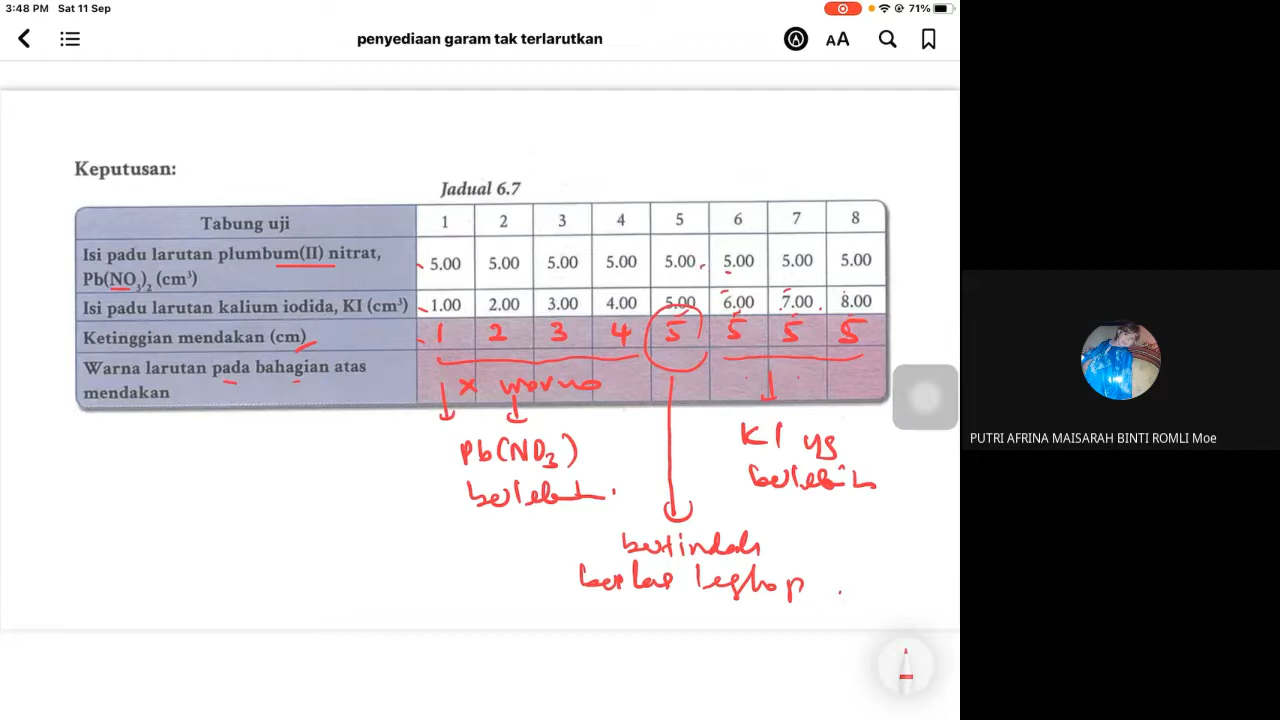 3:48 PM Sat 11 Sep
71%
penyediaan garam tak terlarutkan
AA
Keputusan:
Jadual 6.7
Tabung uji 1 2 3 4 5 6 7 8
Isi padu larutan plumbum(II) nitrat, Pb(NO3)2 (cm³) 5.00 5.00 5.00 5.00 5.00 5.00 5.00 5.00
Isi padu larutan kalium iodida, KI (cm³) 1.00 2.00 3.00 4.00 5.00 6.00 7.00 8.00
Ketinggian mendakan (cm) 1 2 3 4 5 5 5 5
Warna larutan pada bahagian atas
mendakan
x warna
Pb(NO3)
berlebih.
KI yg
berlebih
bertindak
berlas
PUTRI AFRINA MAISARAH BINTI ROMLI Moe